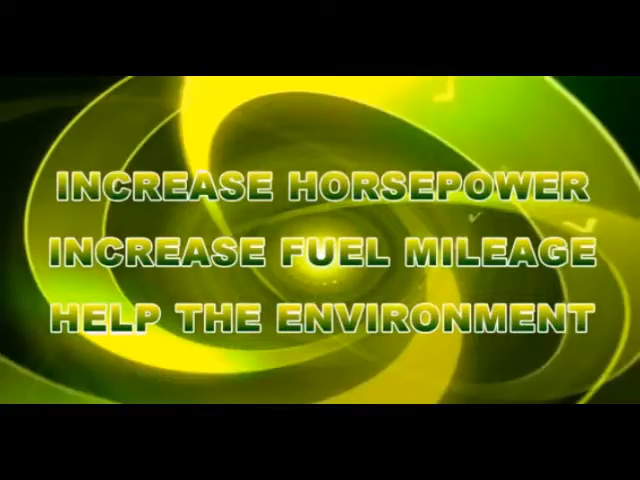 INCREASE HORSEPOWER
INCREASE FUEL MILEAGE
HELP THE ENVIRONMENT